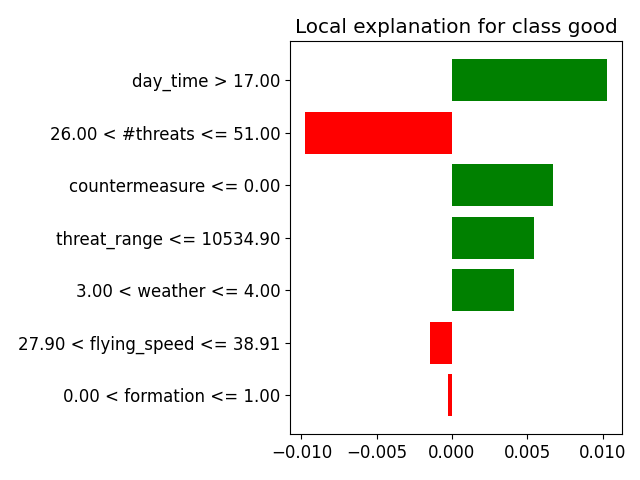 Local explanation for class good
day_time > 17.00
26.00 < #threats <= 51.00
countermeasure <= 0.00
threat_range <= 10534.90
3.00 < weather <= 4.00
27.90 < flying_speed <= 38.91
0.00 < formation <= 1.00
−0.010 −0.005 0.000 0.005 0.010